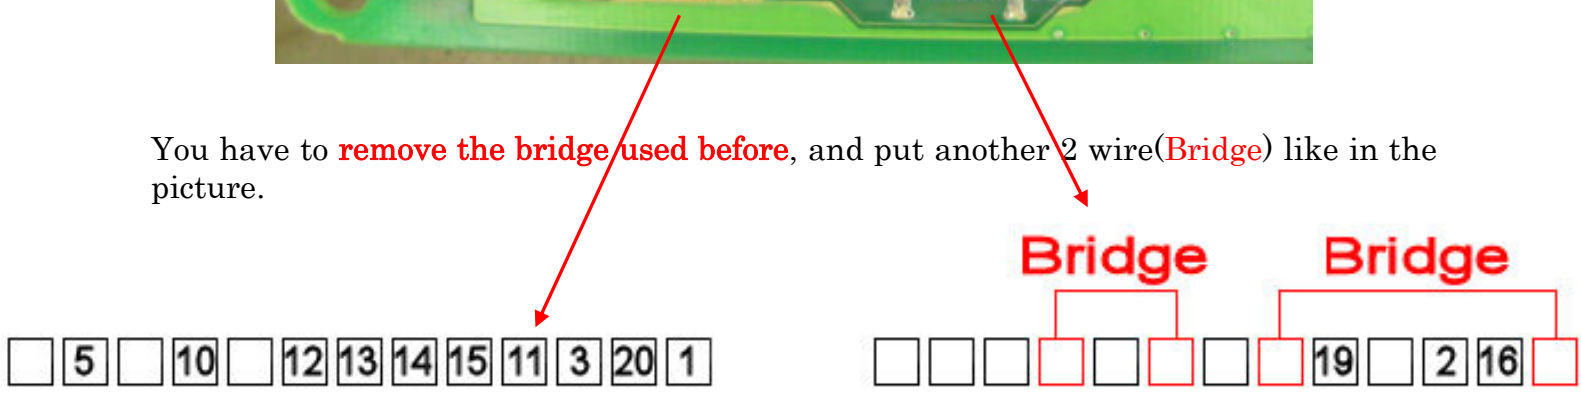 You have to remove the bridge used before, and put another 2 wire(Bridge) like in the
picture.
Bridge Bridge
5 10 12 13 14 15 11 3 20 1 19 2 16